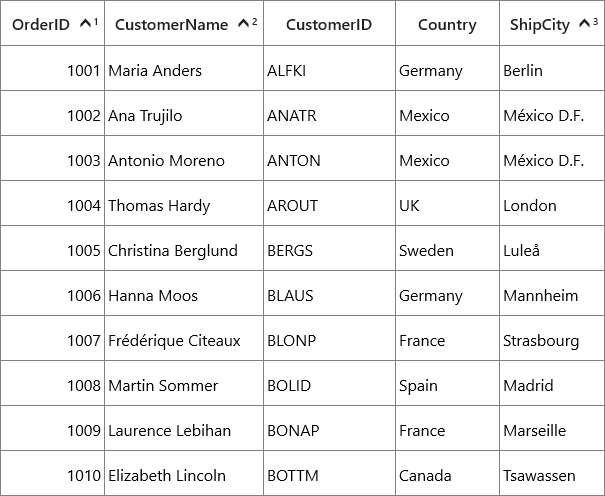 OrderID 1 CustomerName 2 CustomerID Country ShipCity 3
1001 Maria Anders ALFKI Germany Berlin
1002 Ana Trujilo ANATR Mexico México D.F.
1003 Antonio Moreno ANTON Mexico México D.F.
1004 Thomas Hardy AROUT UK London
1005 Christina Berglund BERGS Sweden Luleå
1006 Hanna Moos BLAUS Germany Mannheim
1007 Frédérique Citeaux BLONP France Strasbourg
1008 Martin Sommer BOLID Spain Madrid
1009 Laurence Lebihan BONAP France Marseille
1010 Elizabeth Lincoln BOTTM Canada Tsawassen